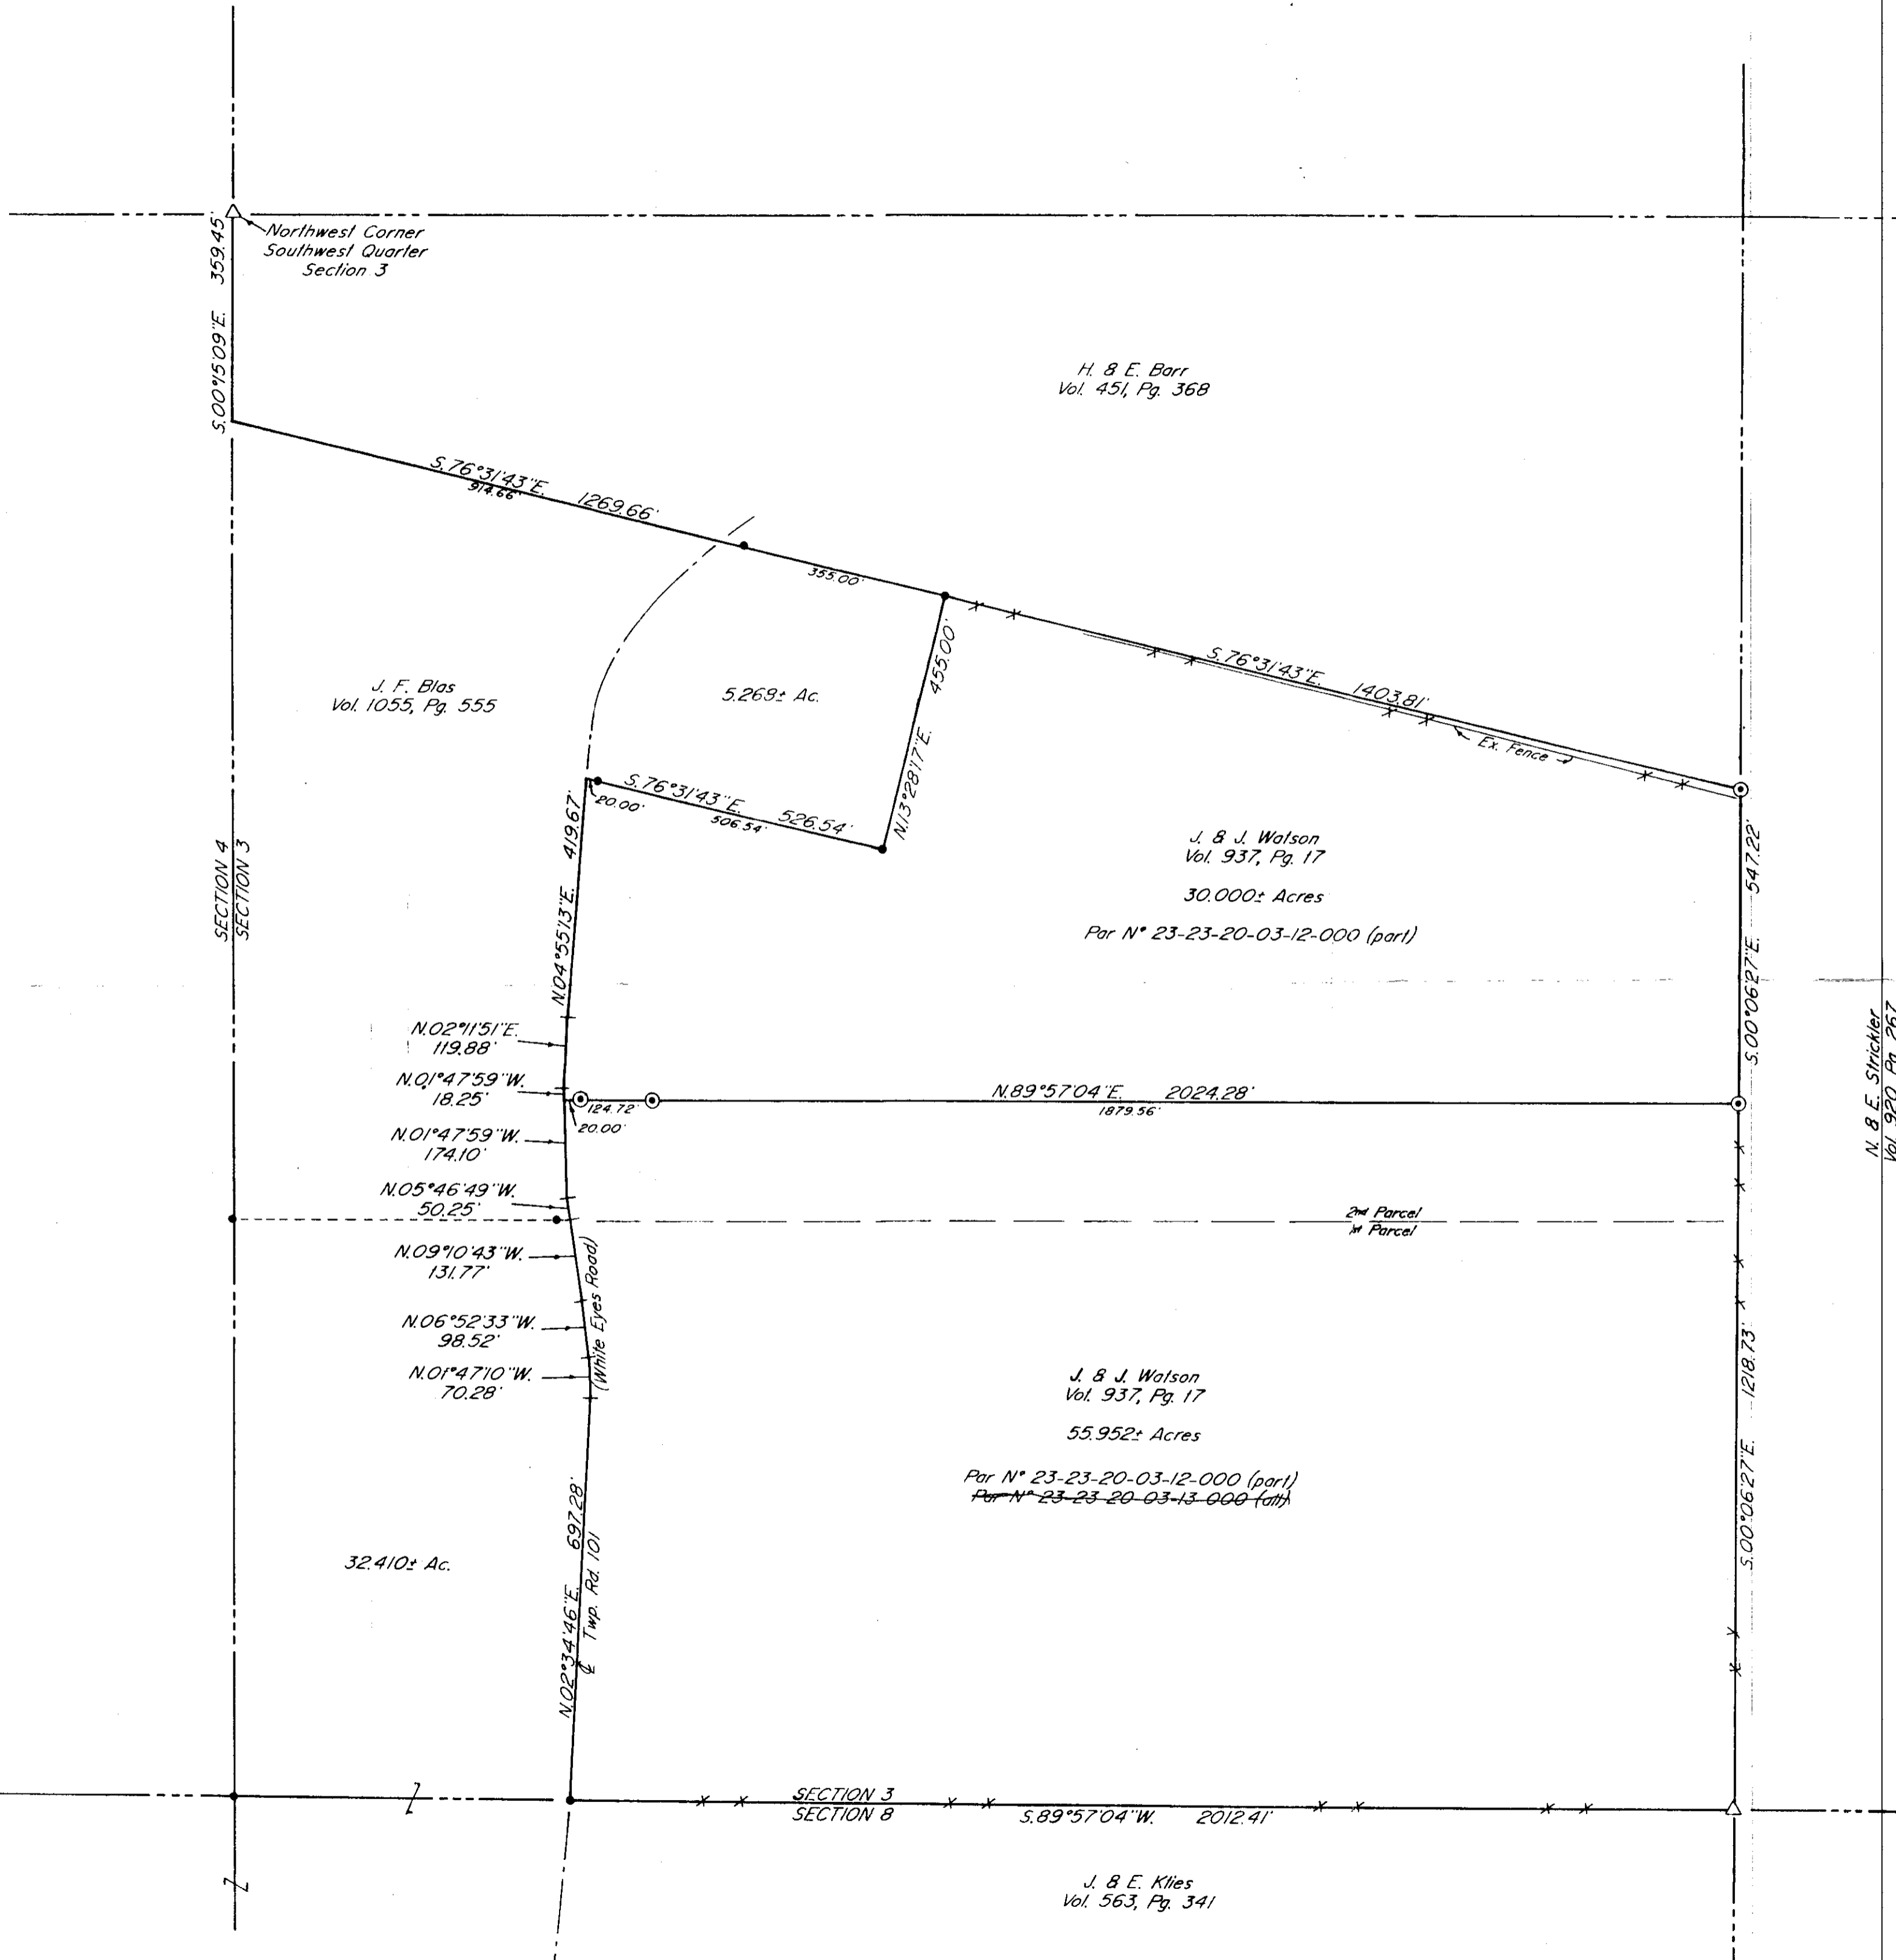 Northwest Corner
Southwest Quarter
Section 3
S.00°15'09"E. 359.45'
H. & E. Barr
Vol. 451, Pg. 368
S.76°31'43"E. 1269.66'
914.66'
355.00'
S.76°31'43"E. 1403.81'
Ex. Fence
J. F. Blas
Vol. 1055, Pg. 555
5.268± Ac.
N.13°28'17"E. 455.00'
S.76°31'43"E. 526.54'
506.54'
20.00'
N.04°55'13"E. 419.67'
J. & J. Watson
Vol. 937, Pg. 17
30.000± Acres
Par Nº 23-23-20-03-12-000 (part)
S.00°06'27"E. 547.22'
SECTION 4
SECTION 3
N. & E. Strickler
Vol. 920 Pg. 267
N.02°11'51"E.
119.88'
N.01°47'59"W.
18.25'
N.89°57'04"E. 2024.28'
1879.56'
124.72'
20.00'
N.01°47'59"W.
174.10'
N.05°46'49"W.
50.25'
2nd Parcel
1st Parcel
N.09°10'43"W.
131.77'
N.06°52'33"W.
98.52'
N.01°47'10"W.
70.28'
(White Eyes Road)
J. & J. Watson
Vol. 937, Pg. 17
55.952± Acres
Par Nº 23-23-20-03-12-000 (part)
Par Nº 23-23-20-03-13-000 (all)
S.00°06'27"E. 1218.73'
N.02°34'46"E. 697.28'
℄ Twp. Rd. 101
32.410± Ac.
SECTION 3
SECTION 8
S.89°57'04"W. 2012.41'
J. & E. Klies
Vol. 563, Pg. 341